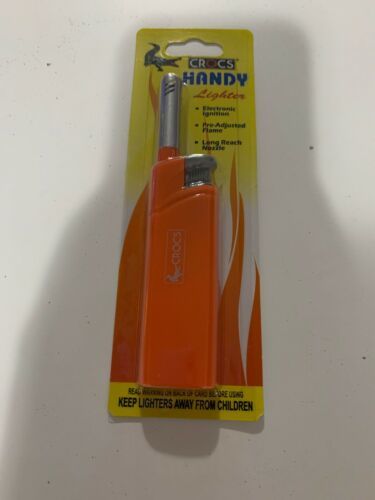 CROCS
HANDY
Lighter
Electronic
Ignition
Pre-Adjusted
Flame
Long Reach
Nozzle
CROCS
READ WARNING ON BACK OF CARD BEFORE USING
KEEP LIGHTERS AWAY FROM CHILDREN